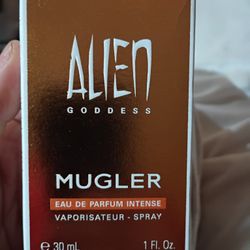 ALIEN
GODDESS
MUGLER
EAU DE PARFUM INTENSE
VAPORISATEUR - SPRAY
℮ 30 mL 1 Fl. Oz.